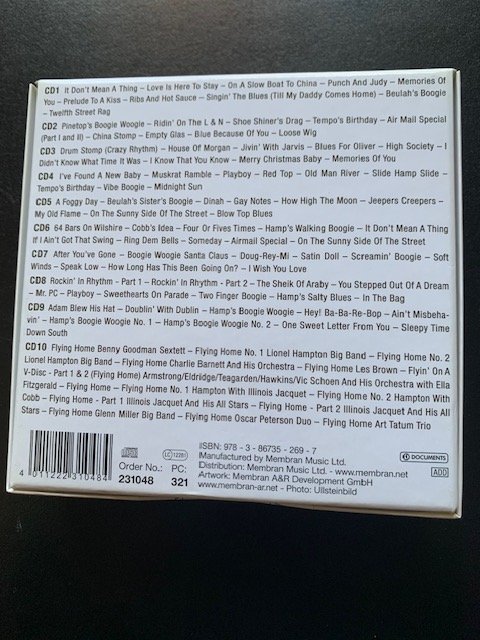 CD1 It Don't Mean A Thing – Love Is Here To Stay – On A Slow Boat To China – Punch And Judy – Memories Of
You – Prelude To A Kiss – Ribs And Hot Sauce – Singin' The Blues (Till My Daddy Comes Home) – Beulah's Boogie
– Twelfth Street Rag
CD2 Pinetop's Boogie Woogie – Ridin' On The L & N – Shoe Shiner's Drag – Tempo's Birthday – Air Mail Special
(Part I and II) – China Stomp – Empty Glas – Blue Because Of You – Loose Wig
CD3 Drum Stomp (Crazy Rhythm) – House Of Morgan – Jivin' With Jarvis – Blues For Oliver – High Society – I
Didn't Know What Time It Was – I Know That You Know – Merry Christmas Baby – Memories Of You
CD4 I've Found A New Baby – Muskrat Ramble – Playboy – Red Top – Old Man River – Slide Hamp Slide –
Tempo's Birthday – Vibe Boogie – Midnight Sun
CD5 A Foggy Day – Beulah's Sister's Boogie – Dinah – Gay Notes – How High The Moon – Jeepers Creepers –
My Old Flame – On The Sunny Side Of The Street – Blow Top Blues
CD6 64 Bars On Wilshire – Cobb's Idea – Four Or Fives Times – Hamp's Walking Boogie – It Don't Mean A Thing
If I Ain't Got That Swing – Ring Dem Bells – Someday – Airmail Special – On The Sunny Side Of The Street
CD7 After You've Gone – Boogie Woogie Santa Claus – Doug-Rey-Mi – Satin Doll – Screamin' Boogie – Soft
Winds – Speak Low – How Long Has This Been Going On? – I Wish You Love
CD8 Rockin' In Rhythm - Part 1 – Rockin' In Rhythm - Part 2 – The Sheik Of Araby – You Stepped Out Of A Dream
– Mr. PC – Playboy – Sweethearts On Parade – Two Finger Boogie – Hamp's Salty Blues – In The Bag
CD9 Adam Blew His Hat – Doublin' With Dublin – Hamp's Boogie Woogie – Hey! Ba-Ba-Re-Bop – Ain't Misbeha-
vin' – Hamp's Boogie Woogie No. 1 – Hamp's Boogie Woogie No. 2 – One Sweet Letter From You – Sleepy Time
Down South
CD10 Flying Home Benny Goodman Sextett – Flying Home No. 1 Lionel Hampton Big Band – Flying Home No. 2
Lionel Hampton Big Band – Flying Home Charlie Barnett And His Orchestra – Flying Home Les Brown – Flyin' On A
V-Disc - Part 1 & 2 (Flying Home) Armstrong/Eldridge/Teagarden/Hawkins/Vic Schoen And His Orchestra with Ella
Fitzgerald – Flying Home – Flying Home No. 1 Hampton With Illinois Jacquet – Flying Home No. 2 Hampton With
Cobb – Flying Home - Part 1 Illinois Jacquet And His All Stars – Flying Home - Part 2 Illinois Jacquet And His All
Stars – Flying Home Glenn Miller Big Band – Flying Home Oscar Peterson Duo – Flying Home Art Tatum Trio
4 011222 310484
LC 12281
Order No.: PC:
231048 321
IISBN: 978 - 3 - 86735 - 269 - 7
Manufactured by Membran Music Ltd.
Distribution: Membran Music Ltd. - www.membran.net
Artwork: Membran A&R Development GmbH
www.membran-ar.net - Photo: Ullsteinbild
DOCUMENTS
ADD